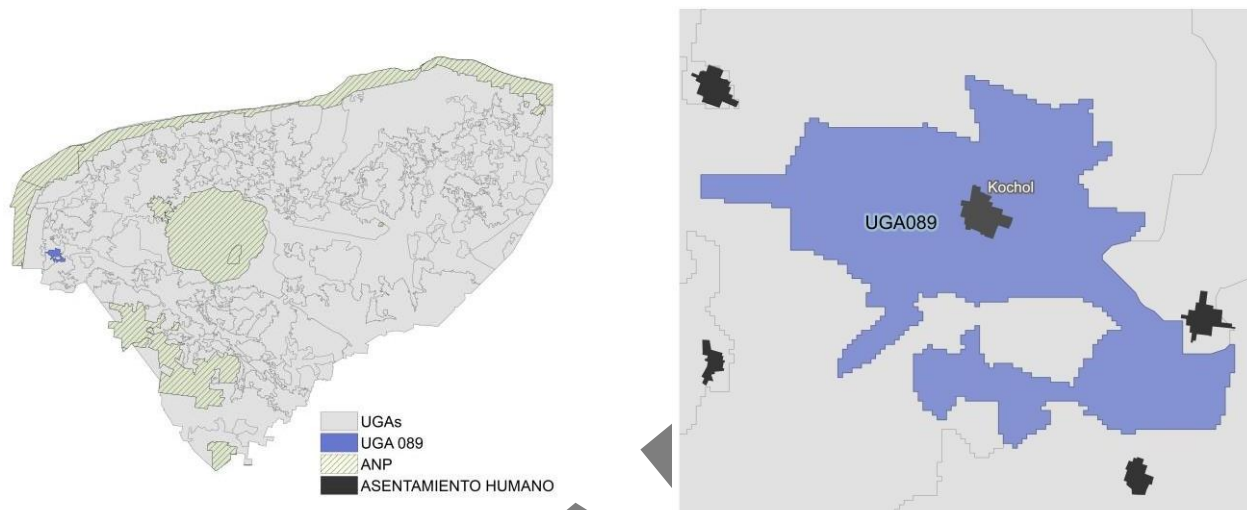 UGAs
UGA 089
ANP
ASENTAMIENTO HUMANO
Kochol
UGA089